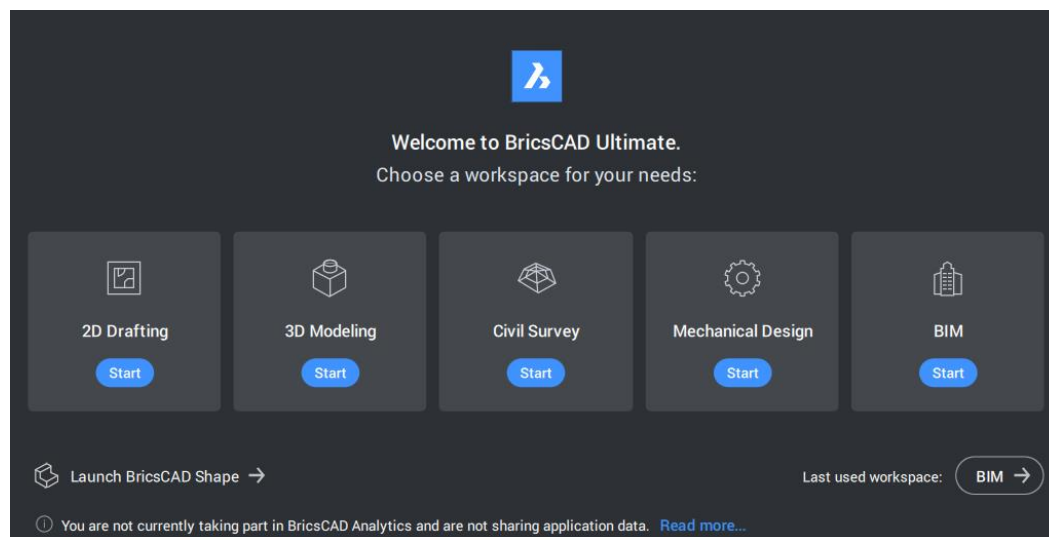 Welcome to BricsCAD Ultimate.
Choose a workspace for your needs:
2D Drafting
Start
3D Modeling
Start
Civil Survey
Start
Mechanical Design
Start
BIM
Start
Launch BricsCAD Shape →
Last used workspace: BIM →
You are not currently taking part in BricsCAD Analytics and are not sharing application data. Read more...